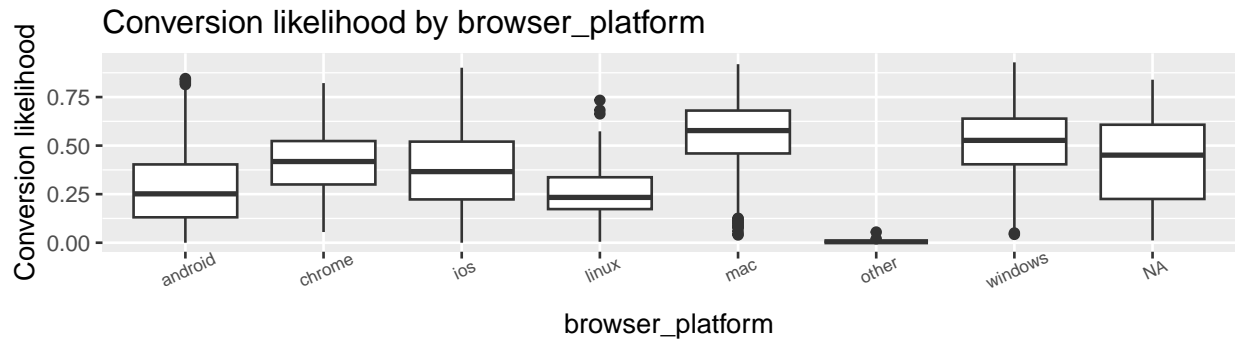 Conversion likelihood by browser_platform
Conversion likelihood
0.75
0.50
0.25
0.00
android
chrome
ios
linux
mac
other
windows
NA
browser_platform